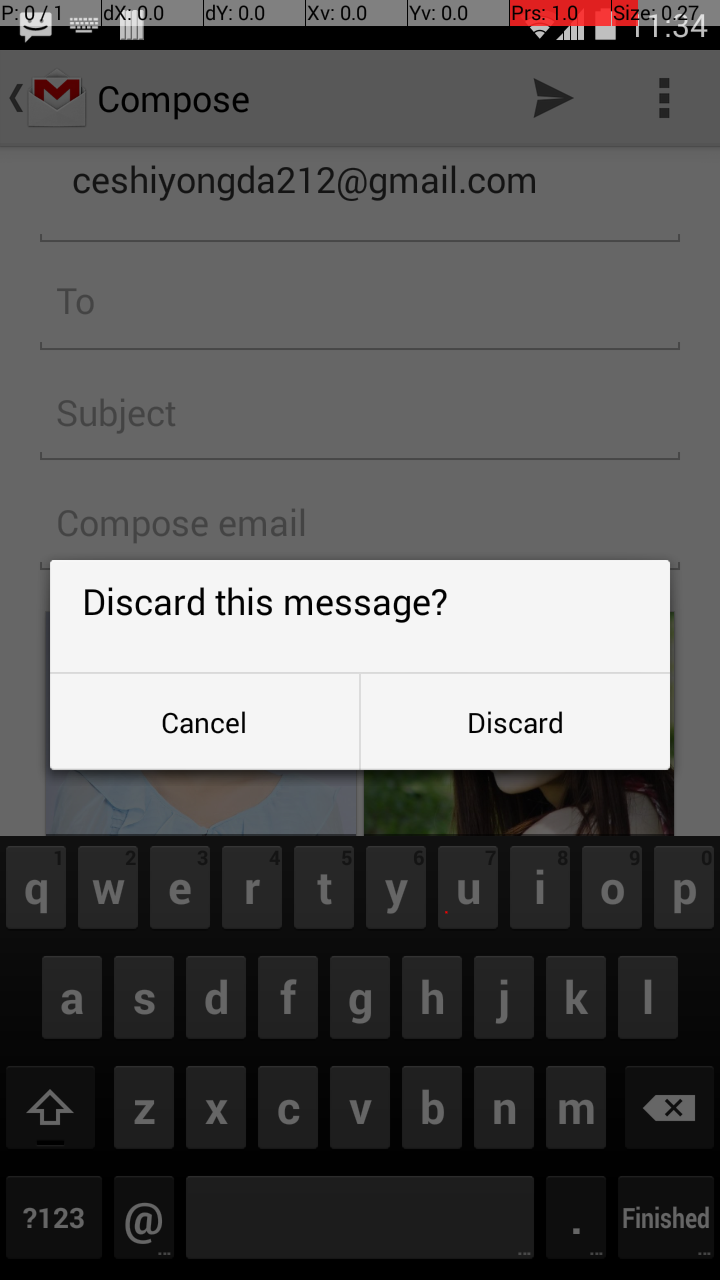 P: 0 / 1 dX: 0.0 dY: 0.0 Xv: 0.0 Yv: 0.0 Prs: 1.0 Size: 0.27
11:34
Compose
ceshiyongda212@gmail.com
To
Subject
Compose email
Discard this message?
Cancel Discard
1 2 3 4 5 6 7 8 9 0
q w e r t y u i o p
a s d f g h j k l
z x c v b n m
?123 @ ... ... . ... Finished ...